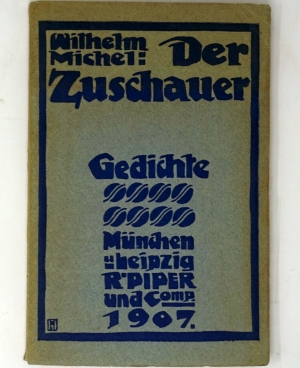 Wilhelm Der
Michel:
Zuschauer
Gedichte
München
u Leipzig
R·PIPER
und Comp.
1907.